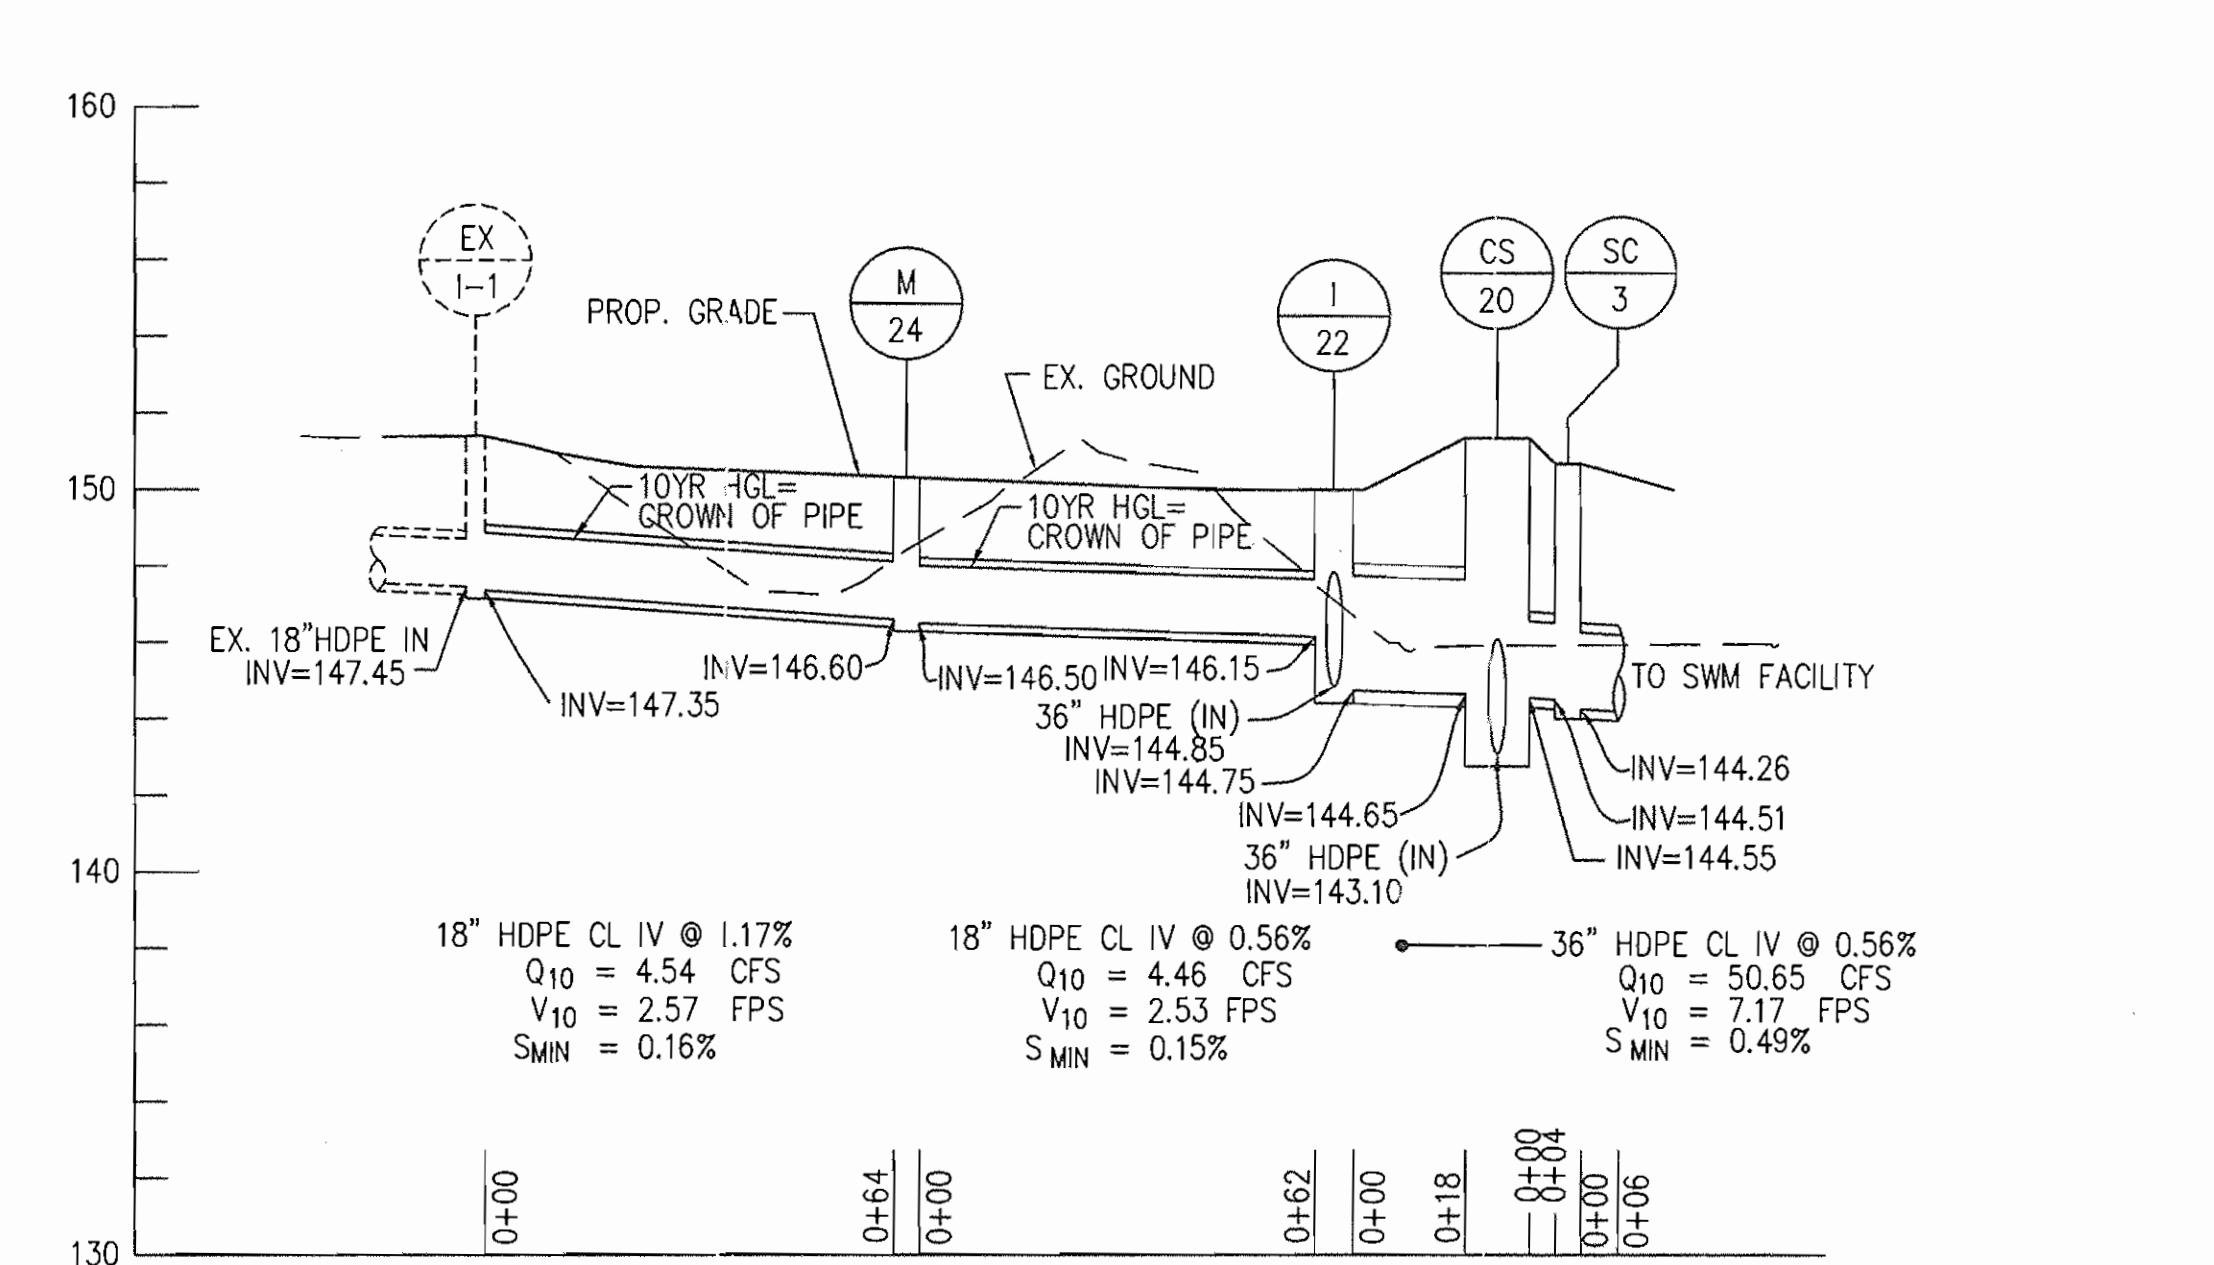 160
EX
I-1
M
24
I
22
CS
20
SC
3
PROP. GRADE
EX. GROUND
150
10YR HGL=
CROWN OF PIPE
10YR HGL=
CROWN OF PIPE
EX. 18"HDPE IN
INV=147.45
INV=147.35
INV=146.60
INV=146.50
INV=146.15
36" HDPE (IN)
INV=144.85
INV=144.75
INV=144.65
36" HDPE (IN)
INV=143.10
TO SWM FACILITY
INV=144.26
INV=144.51
INV=144.55
140
18" HDPE CL IV @ 1.17%
Q10 = 4.54 CFS
V10 = 2.57 FPS
SMIN = 0.16%
18" HDPE CL IV @ 0.56%
Q10 = 4.46 CFS
V10 = 2.53 FPS
S MIN = 0.15%
36" HDPE CL IV @ 0.56%
Q10 = 50.65 CFS
V10 = 7.17 FPS
S MIN = 0.49%
0+00
0+64
0+00
0+62
0+00
0+18
0+00
0+04
0+00
0+06
130